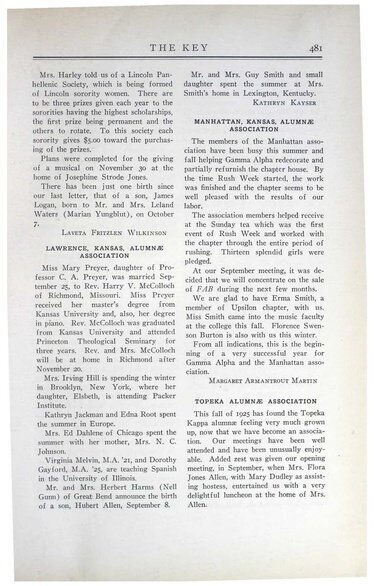 THE KEY 481
Mrs. Harley told us of a Lincoln Pan-
hellenic Society, which is being formed
of Lincoln sorority women. There are
to be three prizes given each year to the
sororities having the highest scholarships,
the first prize being permanent and the
others to rotate. To this society each
sorority gives $5.00 toward the purchas-
ing of the prizes.
Plans were completed for the giving
of a musical on November 30 at the
home of Josephine Strode Jones.
There has been just one birth since
our last letter, that of a son, James
Logan, born to Mr. and Mrs. Leland
Waters (Marian Yungblut), on October
7.
LAVETA FRITZLEN WILKINSON
LAWRENCE, KANSAS, ALUMNÆ
ASSOCIATION
Miss Mary Preyer, daughter of Pro-
fessor C. A. Preyer, was married Sep-
tember 25, to Rev. Harry V. McColloch
of Richmond, Missouri. Miss Preyer
received her master's degree from
Kansas University and, also, her degree
in piano. Rev. McColloch was graduated
from Kansas University and attended
Princeton Theological Seminary for
three years. Rev. and Mrs. McColloch
will be at home in Richmond after
November 20.
Mrs. Irving Hill is spending the winter
in Brooklyn, New York, where her
daughter, Elsbeth, is attending Packer
Institute.
Kathryn Jackman and Edna Root spent
the summer in Europe.
Mrs. Ed Dahlene of Chicago spent the
summer with her mother, Mrs. N. C.
Johnson.
Virginia Melvin, M.A. '21, and Dorothy
Gayford, M.A. '25, are teaching Spanish
in the University of Illinois.
Mr. and Mrs. Herbert Harms (Nell
Gunn) of Great Bend announce the birth
of a son, Hubert Allen, September 8.
Mr. and Mrs. Guy Smith and small
daughter spent the summer at Mrs.
Smith's home in Lexington, Kentucky.
KATHRYN KAYSER
MANHATTAN, KANSAS, ALUMNÆ
ASSOCIATION
The members of the Manhattan asso-
ciation have been busy this summer and
fall helping Gamma Alpha redecorate and
partially refurnish the chapter house. By
the time Rush Week started, the work
was finished and the chapter seems to be
well pleased with the results of our
labor.
The association members helped receive
at the Sunday tea which was the first
event of Rush Week and worked with
the chapter through the entire period of
rushing. Thirteen splendid girls were
pledged.
At our September meeting, it was de-
cided that we will concentrate on the sale
of FAB during the next few months.
We are glad to have Erma Smith, a
member of Upsilon chapter, with us.
Miss Smith came into the music faculty
at the college this fall. Florence Swen-
son Burton is also with us this winter.
From all indications, this is the begin-
ning of a very successful year for
Gamma Alpha and the Manhattan asso-
ciation.
MARGARET ARMANTROUT MARTIN
TOPEKA ALUMNÆ ASSOCIATION
This fall of 1925 has found the Topeka
Kappa alumnæ feeling very much grown
up, now that we have become an associa-
tion. Our meetings have been well
attended and have been unusually enjoy-
able. Added zest was given our opening
meeting, in September, when Mrs. Flora
Jones Allen, with Mary Dudley as assist-
ing hostess, entertained us with a very
delightful luncheon at the home of Mrs.
Allen.